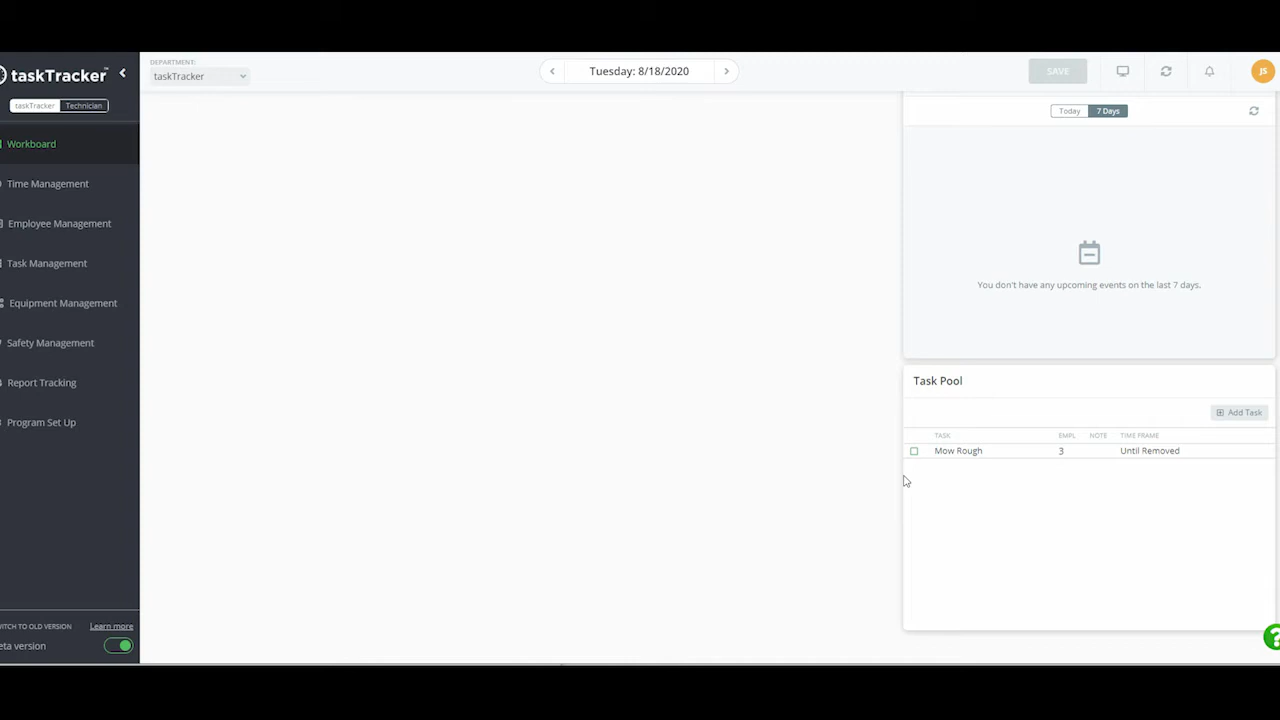 taskTracker™
taskTracker Technician
Workboard
Time Management
Employee Management
Task Management
Equipment Management
Safety Management
Report Tracking
Program Set Up
WITCH TO OLD VERSION Learn more
eta version
DEPARTMENT:
taskTracker
Tuesday: 8/18/2020
SAVE
JS
Today 7 Days
You don't have any upcoming events on the last 7 days.
Task Pool
Add Task
TASK EMPL NOTE TIME FRAME
Mow Rough 3 Until Removed
?